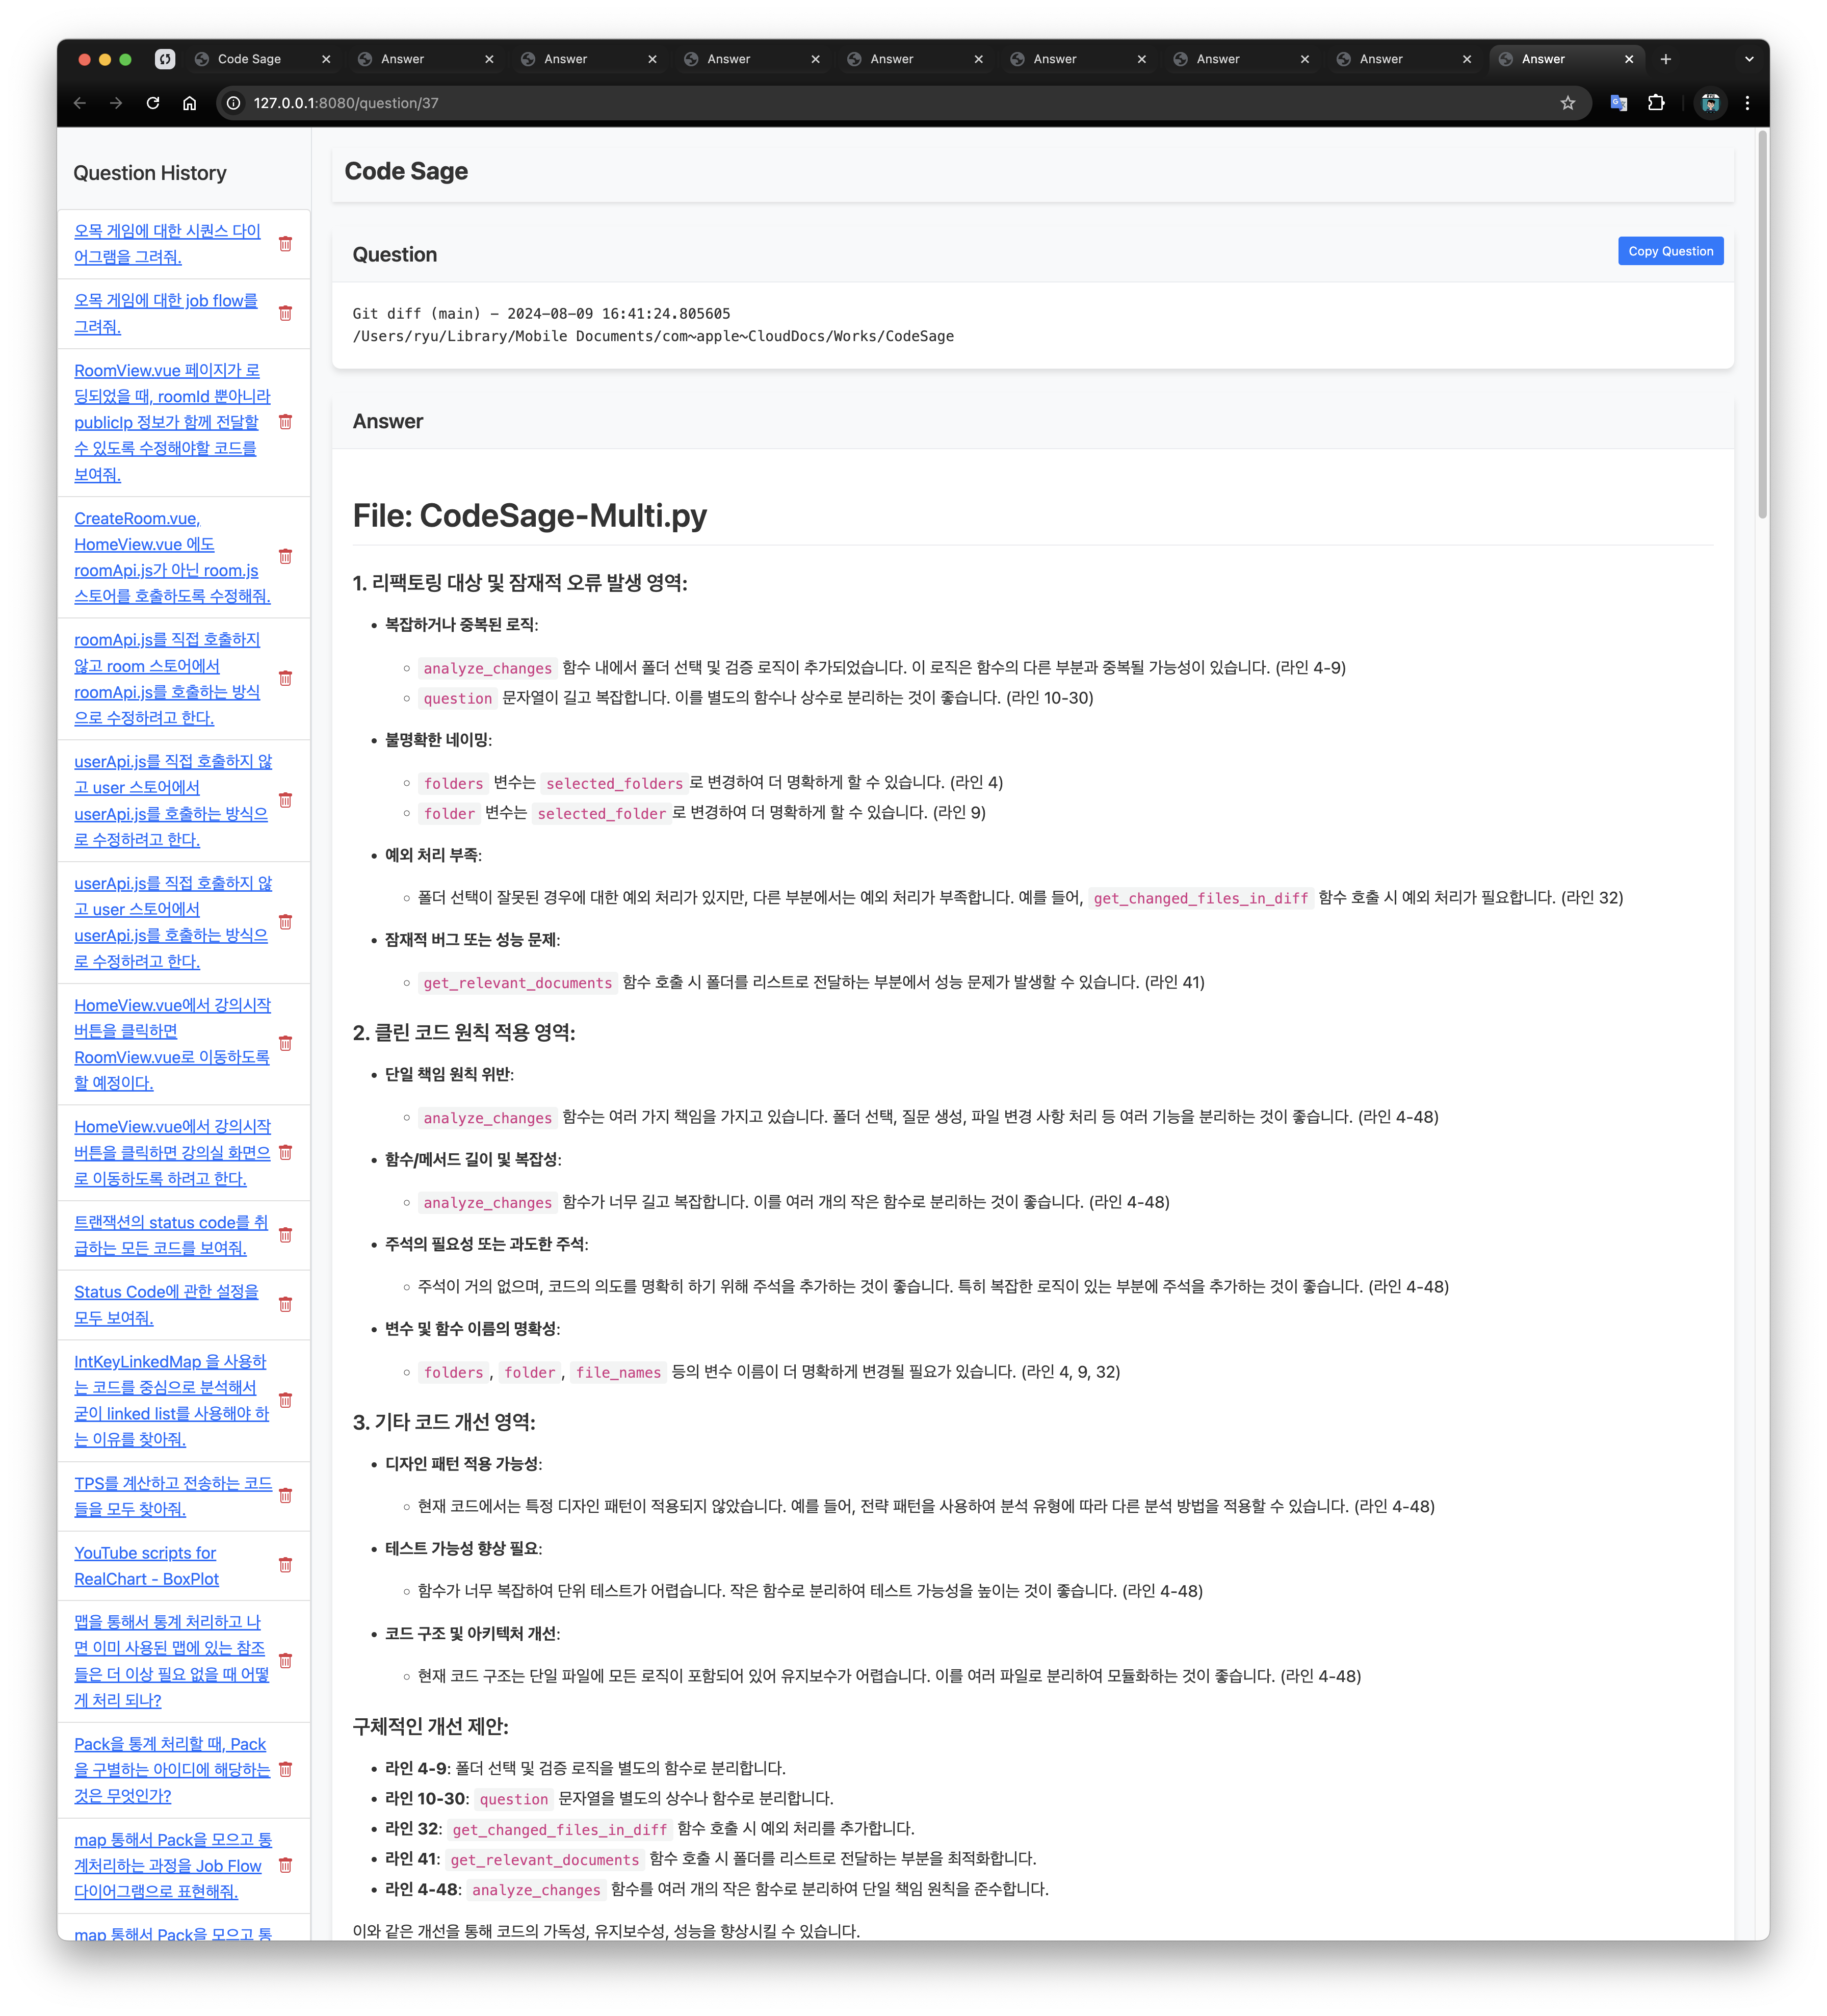 Code Sage
Answer
Answer
Answer
Answer
Answer
Answer
Answer
Answer
127.0.0.1:8080/question/37
Question History
오목 게임에 대한 시퀀스 다이
어그램을 그려줘.
오목 게임에 대한 job flow를
그려줘.
RoomView.vue 페이지가 로
딩되었을 때, roomId 뿐아니라
publicIp 정보가 함께 전달할
수 있도록 수정해야할 코드를
보여줘.
CreateRoom.vue,
HomeView.vue 에도
roomApi.js가 아닌 room.js
스토어를 호출하도록 수정해줘.
roomApi.js를 직접 호출하지
않고 room 스토어에서
roomApi.js를 호출하는 방식
으로 수정하려고 한다.
userApi.js를 직접 호출하지 않
고 user 스토어에서
userApi.js를 호출하는 방식으
로 수정하려고 한다.
userApi.js를 직접 호출하지 않
고 user 스토어에서
userApi.js를 호출하는 방식으
로 수정하려고 한다.
HomeView.vue에서 강의시작
버튼을 클릭하면
RoomView.vue로 이동하도록
할 예정이다.
HomeView.vue에서 강의시작
버튼을 클릭하면 강의실 화면으
로 이동하도록 하려고 한다.
트랜잭션의 status code를 취
급하는 모든 코드를 보여줘.
Status Code에 관한 설정을
모두 보여줘.
IntKeyLinkedMap 을 사용하
는 코드를 중심으로 분석해서
굳이 linked list를 사용해야 하
는 이유를 찾아줘.
TPS를 계산하고 전송하는 코드
들을 모두 찾아줘.
YouTube scripts for
RealChart - BoxPlot
맵을 통해서 통계 처리하고 나
면 이미 사용된 맵에 있는 참조
들은 더 이상 필요 없을 때 어떻
게 처리 되나?
Pack을 통계 처리할 때, Pack
을 구별하는 아이디에 해당하는
것은 무엇인가?
map 통해서 Pack을 모으고 통
계처리하는 과정을 Job Flow
다이어그램으로 표현해줘.
map 통해서 Pack을 모으고 통
Code Sage
Question
Copy Question
Git diff (main) - 2024-08-09 16:41:24.805605
/Users/ryu/Library/Mobile Documents/com~apple~CloudDocs/Works/CodeSage
Answer
File: CodeSage-Multi.py
1. 리팩토링 대상 및 잠재적 오류 발생 영역:
• 복잡하거나 중복된 로직:
◦ analyze_changes 함수 내에서 폴더 선택 및 검증 로직이 추가되었습니다. 이 로직은 함수의 다른 부분과 중복될 가능성이 있습니다. (라인 4-9)
◦ question 문자열이 길고 복잡합니다. 이를 별도의 함수나 상수로 분리하는 것이 좋습니다. (라인 10-30)
• 불명확한 네이밍:
◦ folders 변수는 selected_folders 로 변경하여 더 명확하게 할 수 있습니다. (라인 4)
◦ folder 변수는 selected_folder 로 변경하여 더 명확하게 할 수 있습니다. (라인 9)
• 예외 처리 부족:
◦ 폴더 선택이 잘못된 경우에 대한 예외 처리가 있지만, 다른 부분에서는 예외 처리가 부족합니다. 예를 들어, get_changed_files_in_diff 함수 호출 시 예외 처리가 필요합니다. (라인 32)
• 잠재적 버그 또는 성능 문제:
◦ get_relevant_documents 함수 호출 시 폴더를 리스트로 전달하는 부분에서 성능 문제가 발생할 수 있습니다. (라인 41)
2. 클린 코드 원칙 적용 영역:
• 단일 책임 원칙 위반:
◦ analyze_changes 함수는 여러 가지 책임을 가지고 있습니다. 폴더 선택, 질문 생성, 파일 변경 사항 처리 등 여러 기능을 분리하는 것이 좋습니다. (라인 4-48)
• 함수/메서드 길이 및 복잡성:
◦ analyze_changes 함수가 너무 길고 복잡합니다. 이를 여러 개의 작은 함수로 분리하는 것이 좋습니다. (라인 4-48)
• 주석의 필요성 또는 과도한 주석:
◦ 주석이 거의 없으며, 코드의 의도를 명확히 하기 위해 주석을 추가하는 것이 좋습니다. 특히 복잡한 로직이 있는 부분에 주석을 추가하는 것이 좋습니다. (라인 4-48)
• 변수 및 함수 이름의 명확성:
◦ folders , folder , file_names 등의 변수 이름이 더 명확하게 변경될 필요가 있습니다. (라인 4, 9, 32)
3. 기타 코드 개선 영역:
• 디자인 패턴 적용 가능성:
◦ 현재 코드에서는 특정 디자인 패턴이 적용되지 않았습니다. 예를 들어, 전략 패턴을 사용하여 분석 유형에 따라 다른 분석 방법을 적용할 수 있습니다. (라인 4-48)
• 테스트 가능성 향상 필요:
◦ 함수가 너무 복잡하여 단위 테스트가 어렵습니다. 작은 함수로 분리하여 테스트 가능성을 높이는 것이 좋습니다. (라인 4-48)
• 코드 구조 및 아키텍처 개선:
◦ 현재 코드 구조는 단일 파일에 모든 로직이 포함되어 있어 유지보수가 어렵습니다. 이를 여러 파일로 분리하여 모듈화하는 것이 좋습니다. (라인 4-48)
구체적인 개선 제안:
• 라인 4-9: 폴더 선택 및 검증 로직을 별도의 함수로 분리합니다.
• 라인 10-30: question 문자열을 별도의 상수나 함수로 분리합니다.
• 라인 32: get_changed_files_in_diff 함수 호출 시 예외 처리를 추가합니다.
• 라인 41: get_relevant_documents 함수 호출 시 폴더를 리스트로 전달하는 부분을 최적화합니다.
• 라인 4-48: analyze_changes 함수를 여러 개의 작은 함수로 분리하여 단일 책임 원칙을 준수합니다.
이와 같은 개선을 통해 코드의 가독성, 유지보수성, 성능을 향상시킬 수 있습니다.